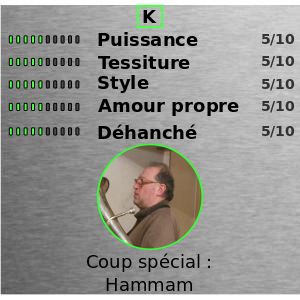 K
Puissance 5/10
Tessiture 5/10
Style 5/10
Amour propre 5/10
Déhanché 5/10
Coup spécial :
Hammam